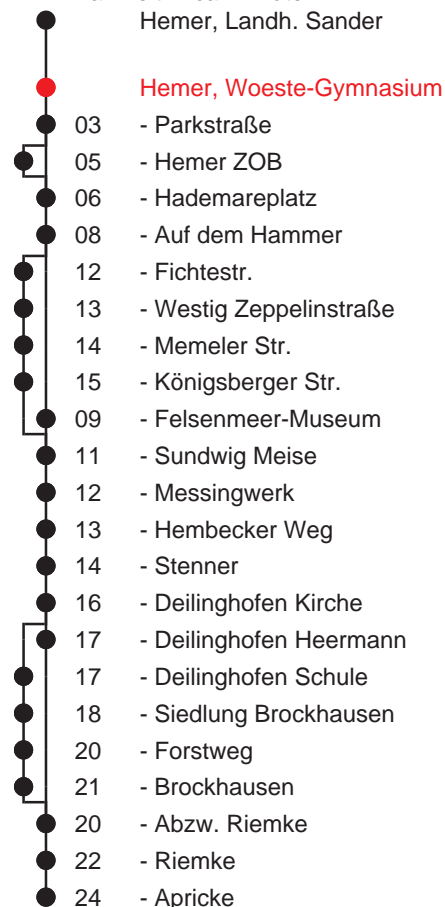 Hemer, Landh. Sander
Hemer, Woeste-Gymnasium
03 - Parkstraße
05 - Hemer ZOB
06 - Hademareplatz
08 - Auf dem Hammer
12 - Fichtestr.
13 - Westig Zeppelinstraße
14 - Memeler Str.
15 - Königsberger Str.
09 - Felsenmeer-Museum
11 - Sundwig Meise
12 - Messingwerk
13 - Hembecker Weg
14 - Stenner
16 - Deilinghofen Kirche
17 - Deilinghofen Heermann
17 - Deilinghofen Schule
18 - Siedlung Brockhausen
20 - Forstweg
21 - Brockhausen
20 - Abzw. Riemke
22 - Riemke
24 - Apricke